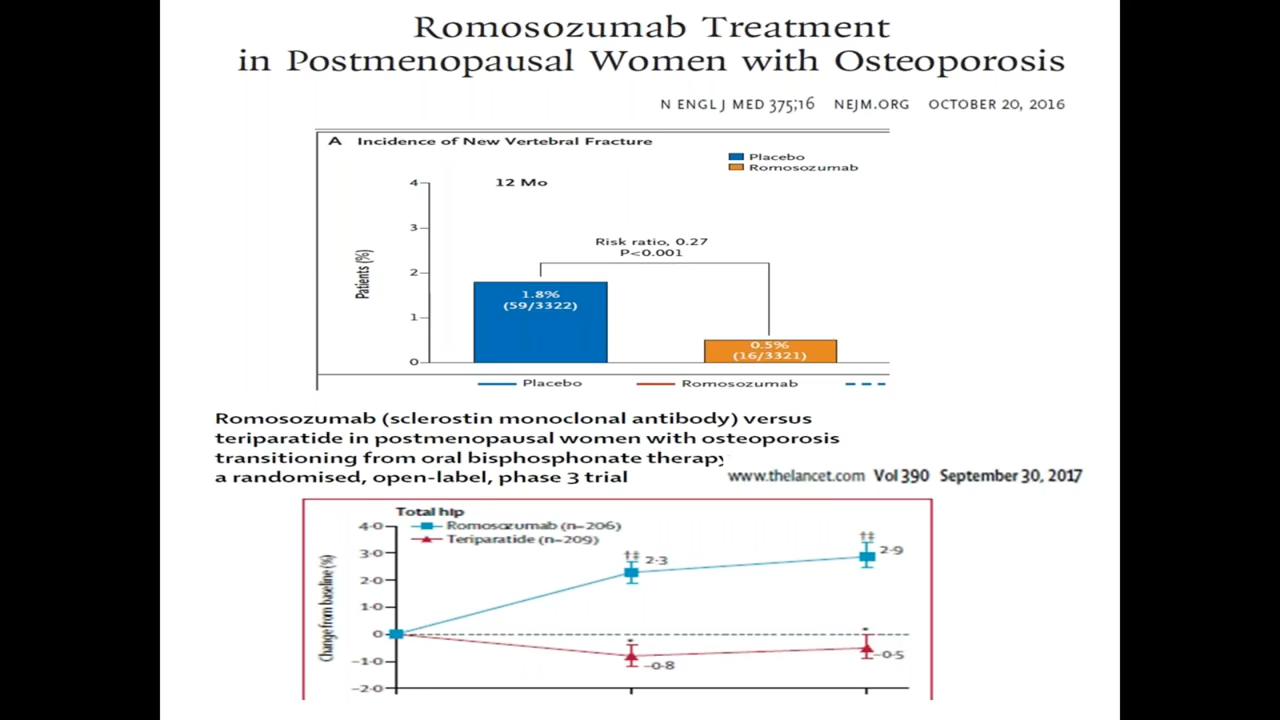 Romosozumab Treatment
in Postmenopausal Women with Osteoporosis
N ENGL J MED 375;16 NEJM.ORG OCTOBER 20, 2016
A Incidence of New Vertebral Fracture
Placebo
Romosozumab
12 Mo
4
3
2
1
0
Patients (%)
Risk ratio, 0.27
P<0.001
1.8%
(59/3322)
0.5%
(16/3321)
Placebo Romosozumab
Romosozumab (sclerostin monoclonal antibody) versus
teriparatide in postmenopausal women with osteoporosis
transitioning from oral bisphosphonate therapy
a randomised, open-label, phase 3 trial
www.thelancet.com Vol 390 September 30, 2017
Total hip
Romosozumab (n=206)
Teriparatide (n=209)
Change from baseline (%)
4·0
3·0
2·0
1·0
0
−1·0
−2·0
†‡ 2·3
†‡ 2·9
* −0·8
* −0·5